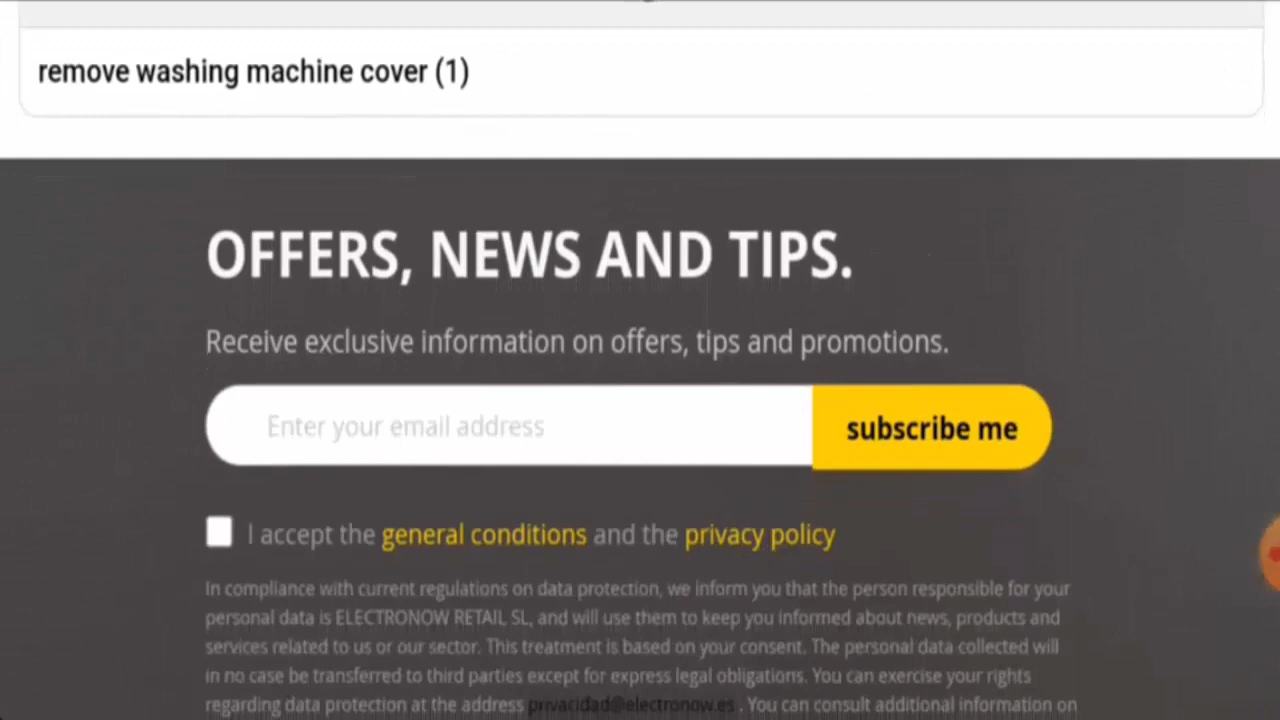 remove washing machine cover (1)
OFFERS, NEWS AND TIPS.
Receive exclusive information on offers, tips and promotions.
Enter your email address
subscribe me
I accept the general conditions and the privacy policy
In compliance with current regulations on data protection, we inform you that the person responsible for your
personal data is ELECTRONOW RETAIL SL, and will use them to keep you informed about news, products and
services related to us or our sector. This treatment is based on your consent. The personal data collected will
in no case be transferred to third parties except for express legal obligations. You can exercise your rights
regarding data protection at the address privacidad@electronow.es . You can consult additional information on